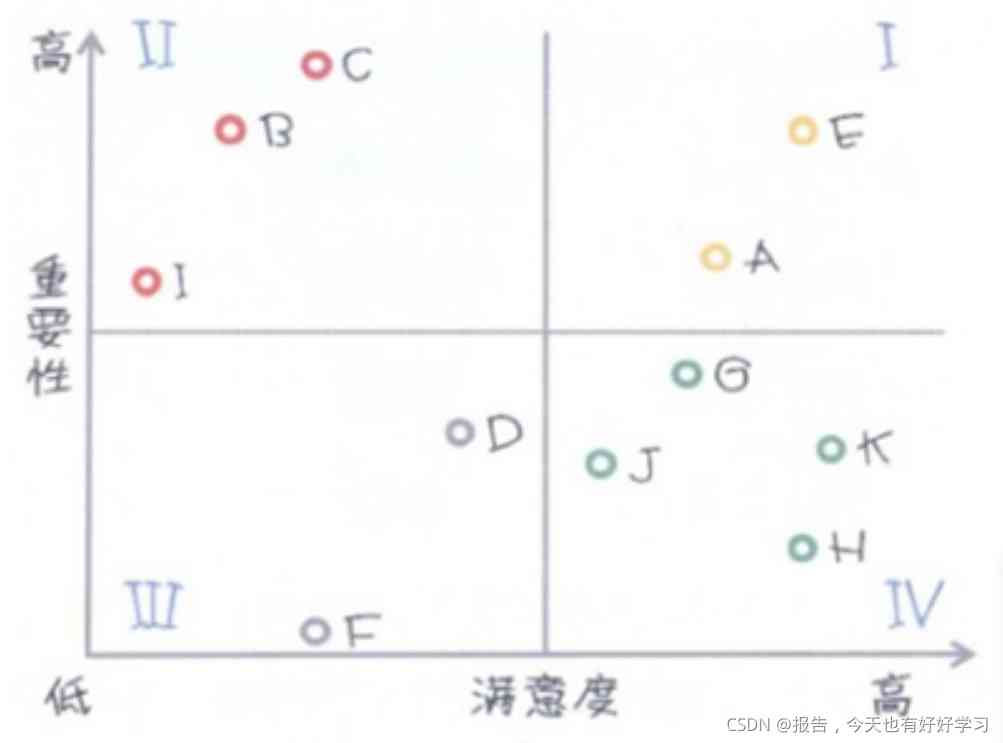 高 II I
C
B E
I A
重要性
G
D J K
H
III F IV
低 满意度 高
CSDN @报告，今天也有好好学习